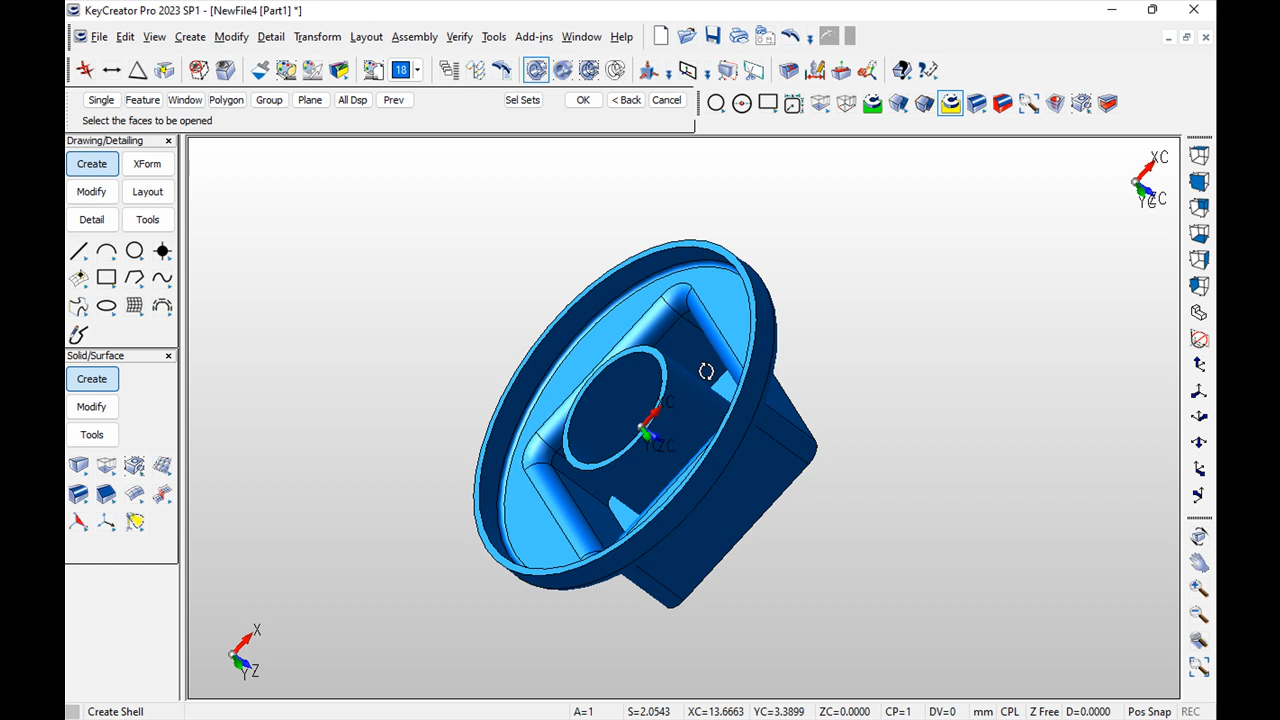 KeyCreator Pro 2023 SP1 - [NewFile4 [Part1] *]
File Edit View Create Modify Detail Transform Layout Assembly Verify Tools Add-ins Window Help
18
Single Feature Window Polygon Group Plane All Dsp Prev Sel Sets OK < Back Cancel
Select the faces to be opened
Drawing/Detailing
Create XForm
Modify Layout
Detail Tools
Solid/Surface
Create
Modify
Tools
XC
ZC
YC
XC
YC ZC
X
Y Z
Create Shell A=1 S=2.0543 XC=13.6663 YC=3.3899 ZC=0.0000 CP=1 DV=0 mm CPL Z Free D=0.0000 Pos Snap REC